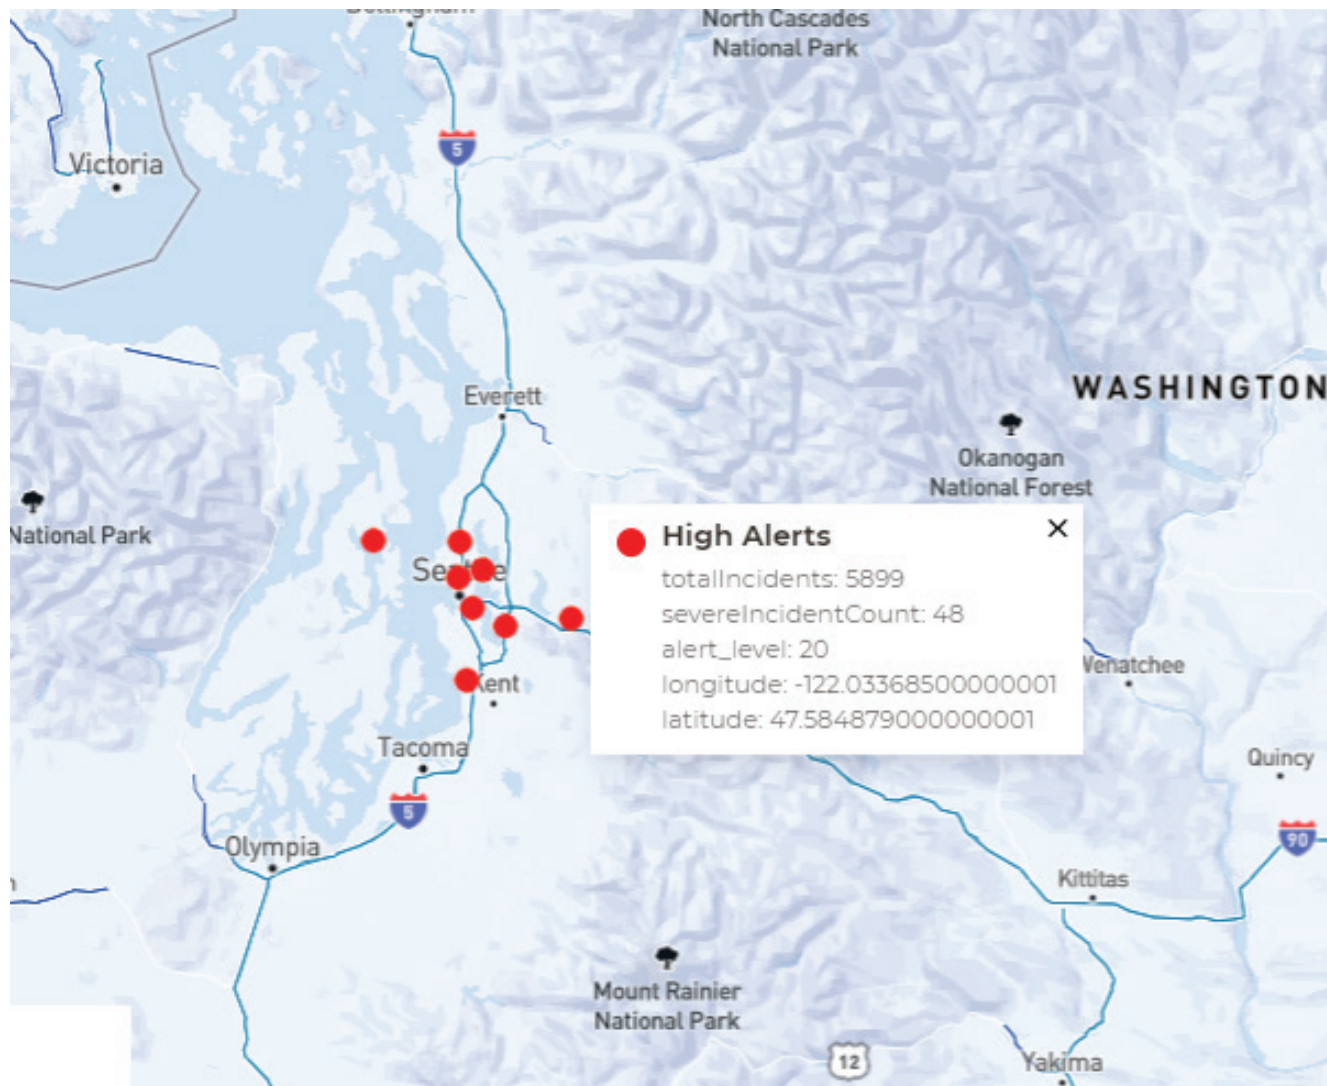 North Cascades
National Park
5
Victoria
Everett
WASHINGTON
Okanogan
National Forest
National Park
High Alerts
totalIncidents: 5899
severeIncidentCount: 48
alert_level: 20
longitude: -122.03368500000001
latitude: 47.584879000000001
Wenatchee
Kent
Tacoma
Quincy
5
90
Olympia
Kittitas
Mount Rainier
National Park
12
Yakima